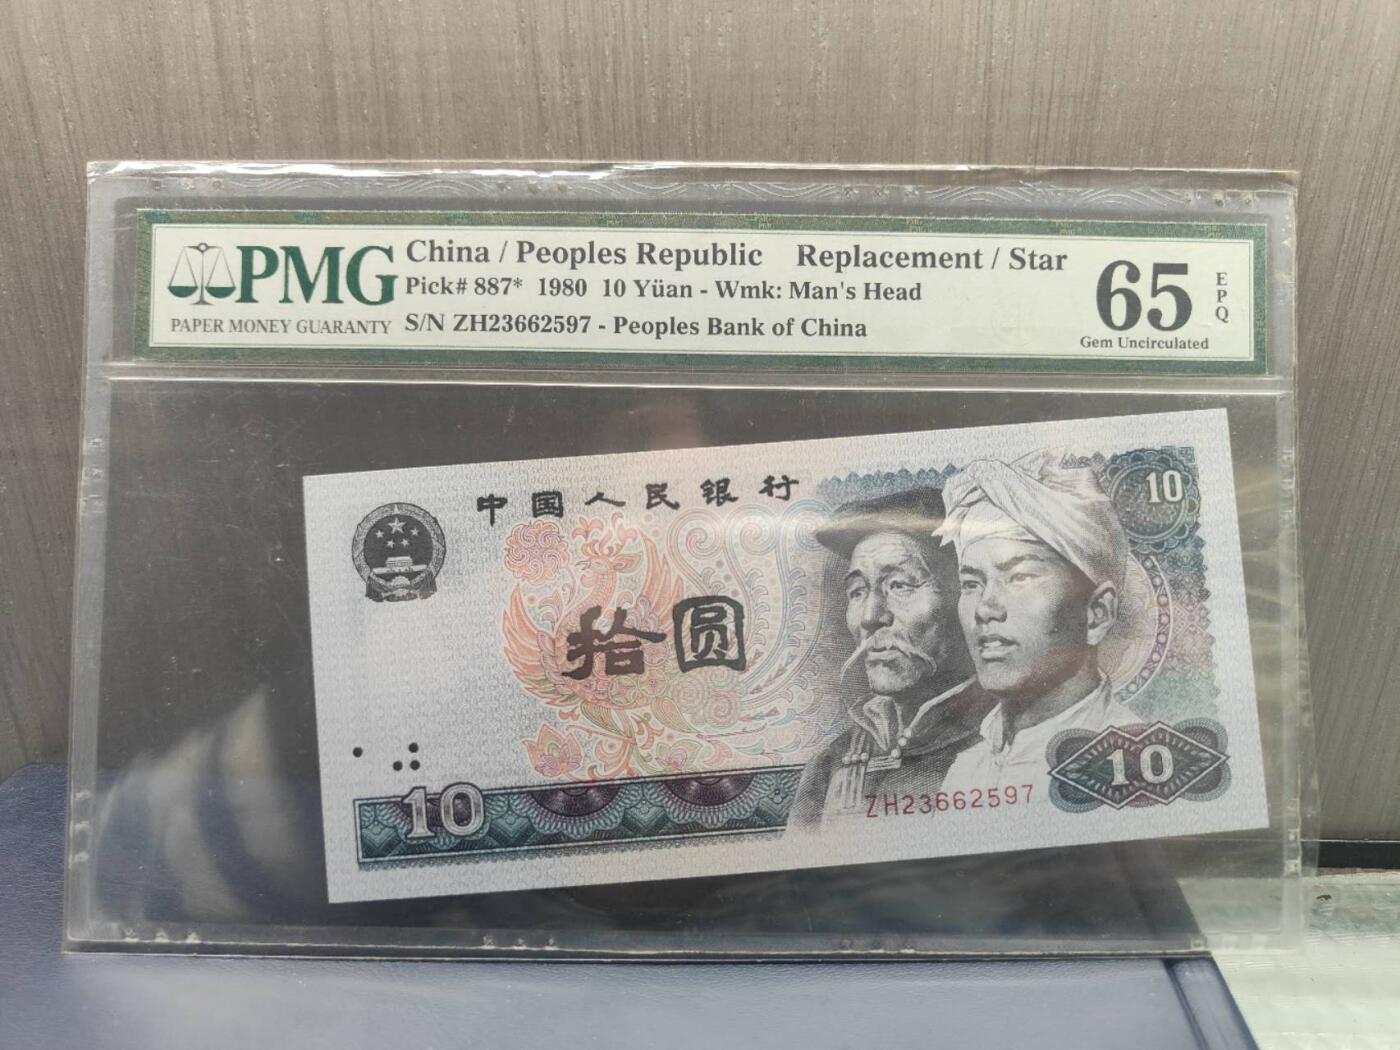 PMG
PAPER MONEY GUARANTY
China / Peoples Republic Replacement / Star
Pick# 887* 1980 10 Yüan - Wmk: Man's Head
S/N ZH23662597 - Peoples Bank of China
65
EPQ
Gem Uncirculated
中国人民银行
10
拾圆
10
ZH23662597
10